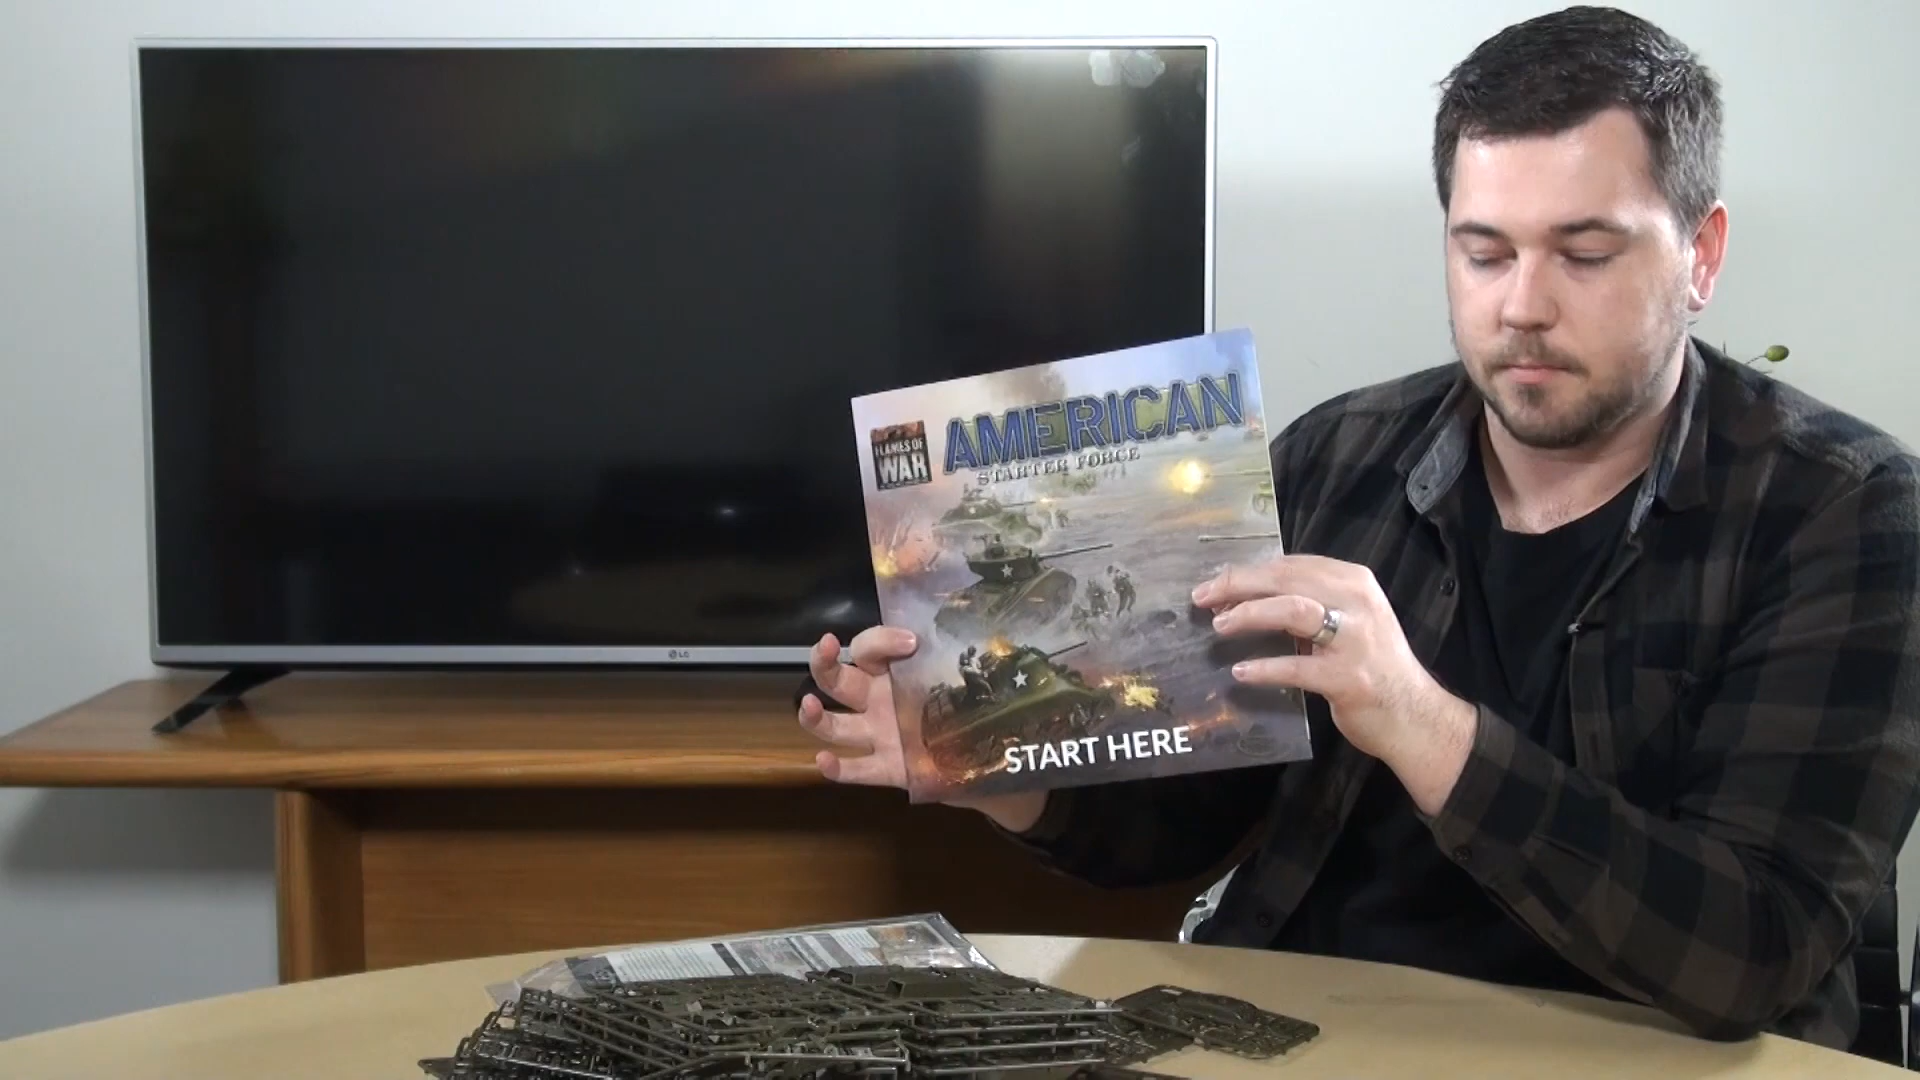 FLAMES OF
WAR
AMERICAN
STARTER FORCE
START HERE
LG